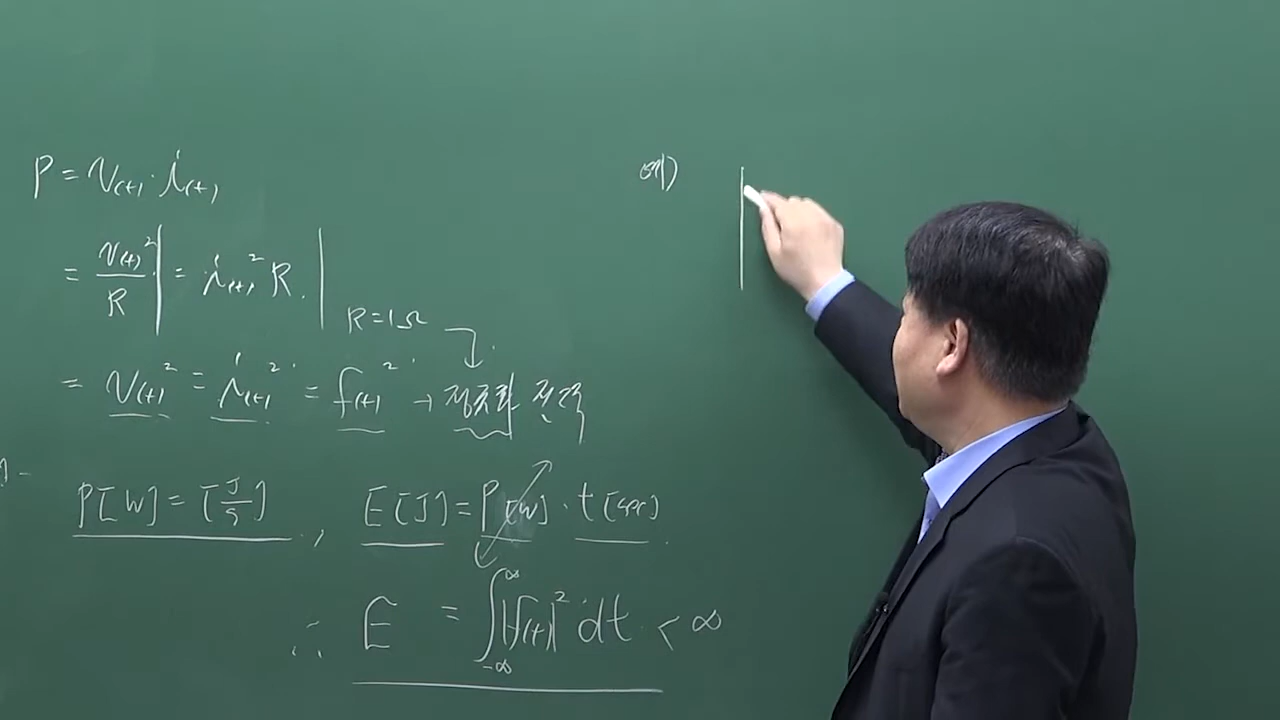 P = v(t) · i(t)
= v(t)² / R = i(t)² R.
R = 1Ω
= v(t)² = i(t)² = f(t)² → 정규화 전력
P[W] = [J/S] , E[J] = P[W] · t[sec]
∴ E = ∫_{-∞}^{∞} |f(t)|² dt < ∞
예)